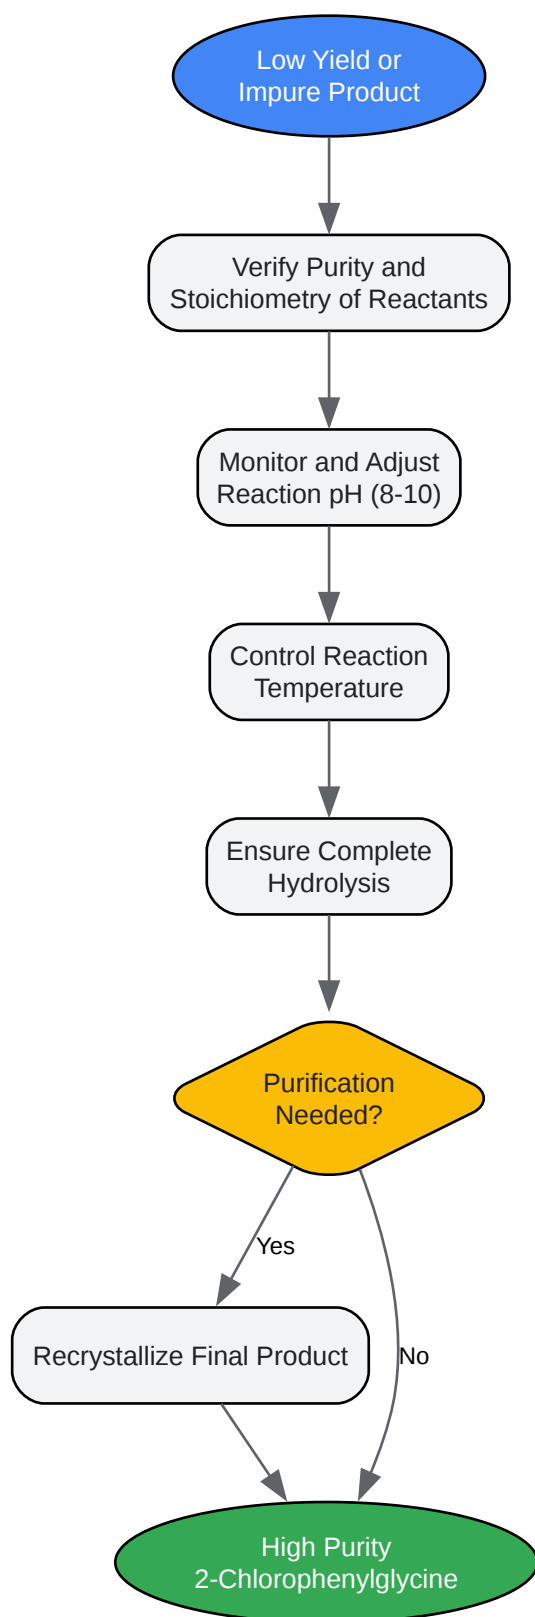 Low Yield or
Impure Product
Verify Purity and
Stoichiometry of Reactants
Monitor and Adjust
Reaction pH (8-10)
Control Reaction
Temperature
Ensure Complete
Hydrolysis
Purification
Needed?
Yes
Recrystallize Final Product
No
High Purity
2-Chlorophenylglycine